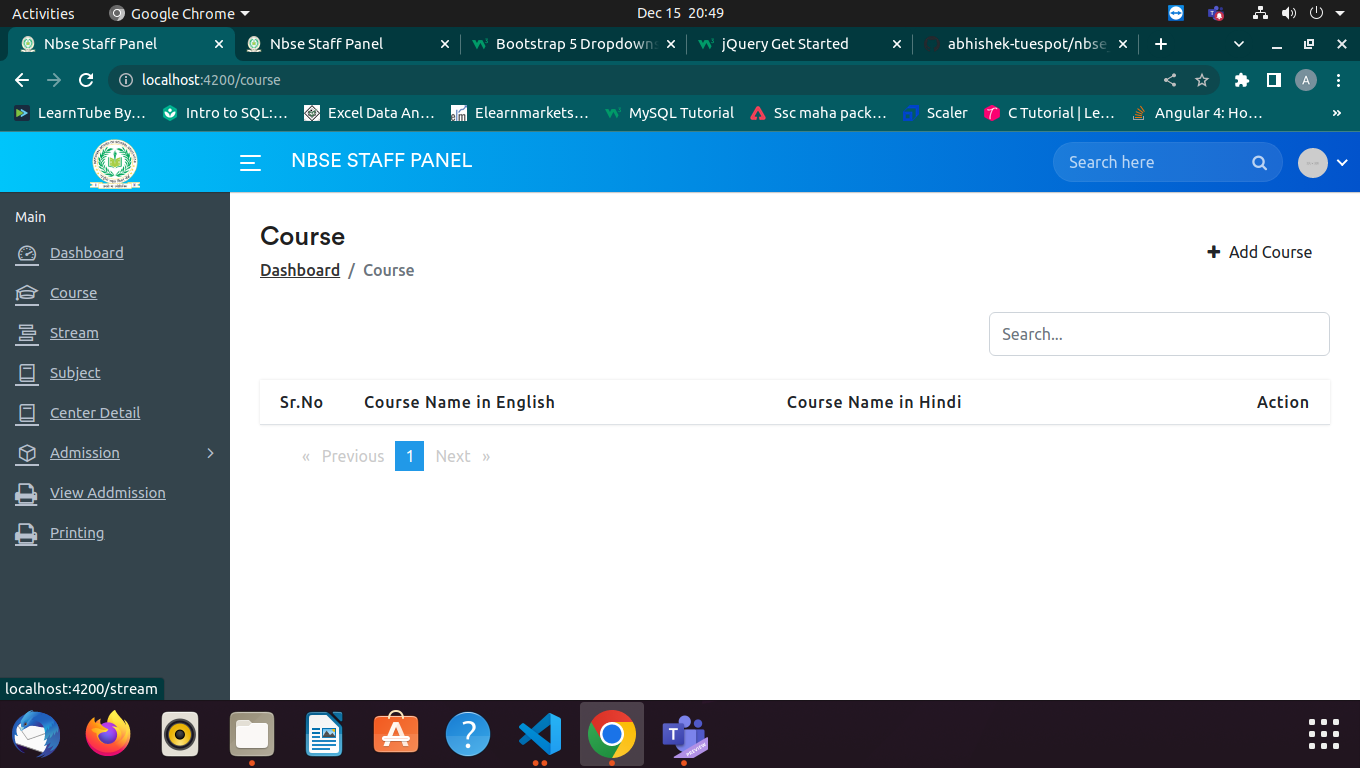 Activities
Google Chrome
Dec 15 20:49
Nbse Staff Panel
Nbse Staff Panel
Bootstrap 5 Dropdowns
jQuery Get Started
abhishek-tuespot/nbse_
localhost:4200/course
A
LearnTube By...
Intro to SQL:...
Excel Data An...
Elearnmarkets...
MySQL Tutorial
Ssc maha pack...
Scaler
C Tutorial | Le...
Angular 4: Ho...
»
NBSE STAFF PANEL
Search here
Main
Dashboard
Course
Stream
Subject
Center Detail
Admission
View Addmission
Printing
Course
Dashboard / Course
+ Add Course
Search...
Sr.No Course Name in English Course Name in Hindi Action
« Previous 1 Next »
localhost:4200/stream